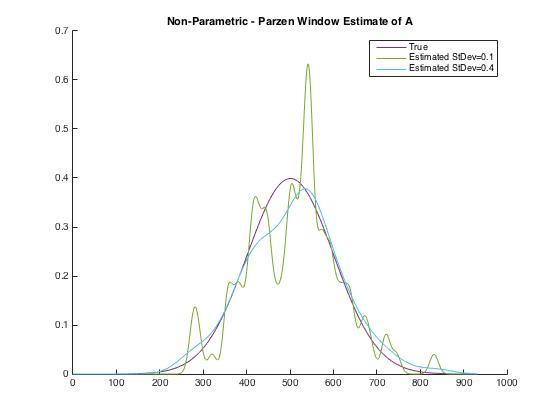 Non-Parametric - Parzen Window Estimate of A
True
Estimated StDev=0.1
Estimated StDev=0.4
0.7
0.6
0.5
0.4
0.3
0.2
0.1
0
0 100 200 300 400 500 600 700 800 900 1000